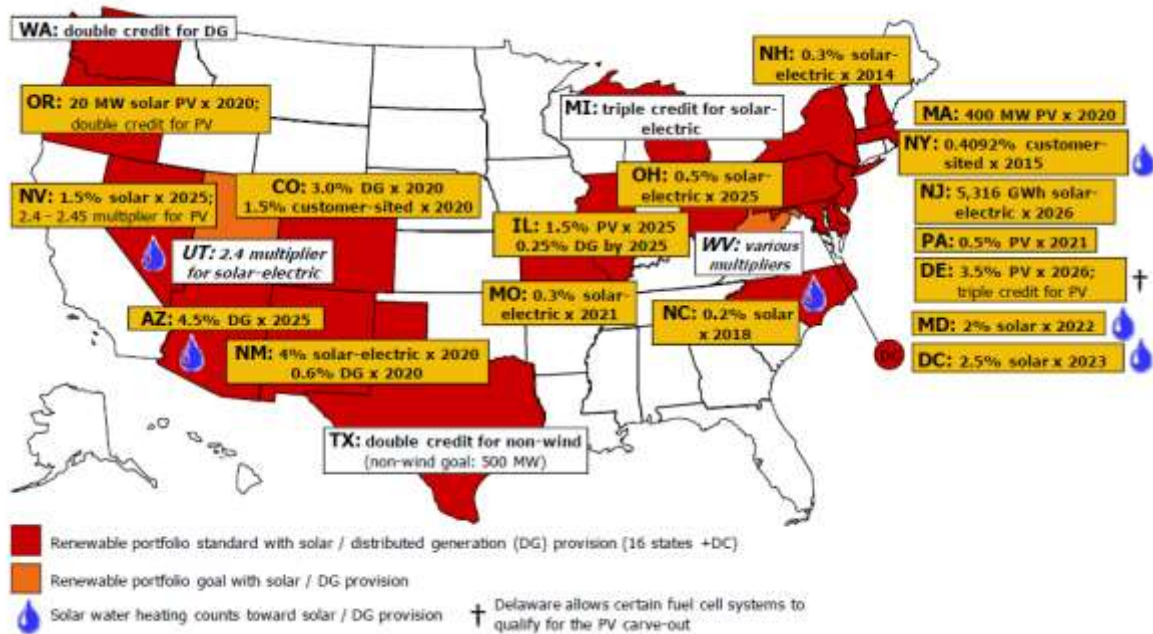 WA: double credit for DG
NH: 0.3% solar-
electric x 2014
OR: 20 MW solar PV x 2020;
double credit for PV
MI: triple credit for solar-
electric
MA: 400 MW PV x 2020
NY: 0.4092% customer-
sited x 2015
NV: 1.5% solar x 2025;
2.4 – 2.45 multiplier for PV
CO: 3.0% DG x 2020
1.5% customer-sited x 2020
OH: 0.5% solar-
electric x 2025
NJ: 5,316 GWh solar-
electric x 2026
IL: 1.5% PV x 2025
0.25% DG by 2025
UT: 2.4 multiplier
for solar-electric
WV: various
multipliers
PA: 0.5% PV x 2021
DE: 3.5% PV x 2026;
triple credit for PV
†
MO: 0.3% solar-
electric x 2021
NC: 0.2% solar
x 2018
AZ: 4.5% DG x 2025
MD: 2% solar x 2022
NM: 4% solar-electric x 2020
0.6% DG x 2020
DC
DC: 2.5% solar x 2023
TX: double credit for non-wind
(non-wind goal: 500 MW)
Renewable portfolio standard with solar / distributed generation (DG) provision (16 states +DC)
Renewable portfolio goal with solar / DG provision
Solar water heating counts toward solar / DG provision
† Delaware allows certain fuel cell systems to
qualify for the PV carve-out